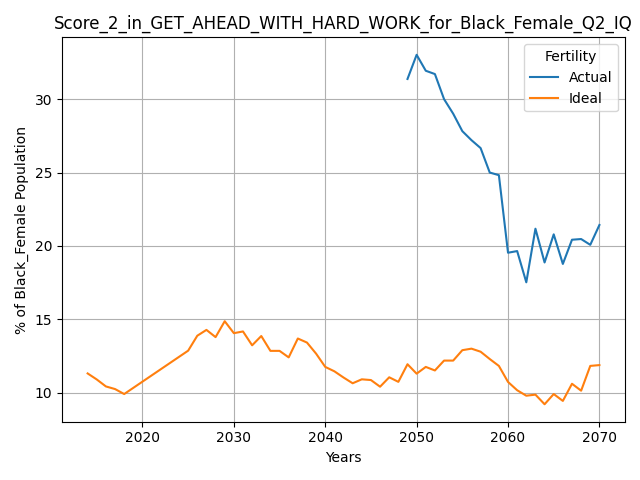 Score_2_in_GET_AHEAD_WITH_HARD_WORK_for_Black_Female_Q2_IQ
Fertility
Actual
Ideal
% of Black_Female Population
30
25
20
15
10
2020 2030 2040 2050 2060 2070
Years